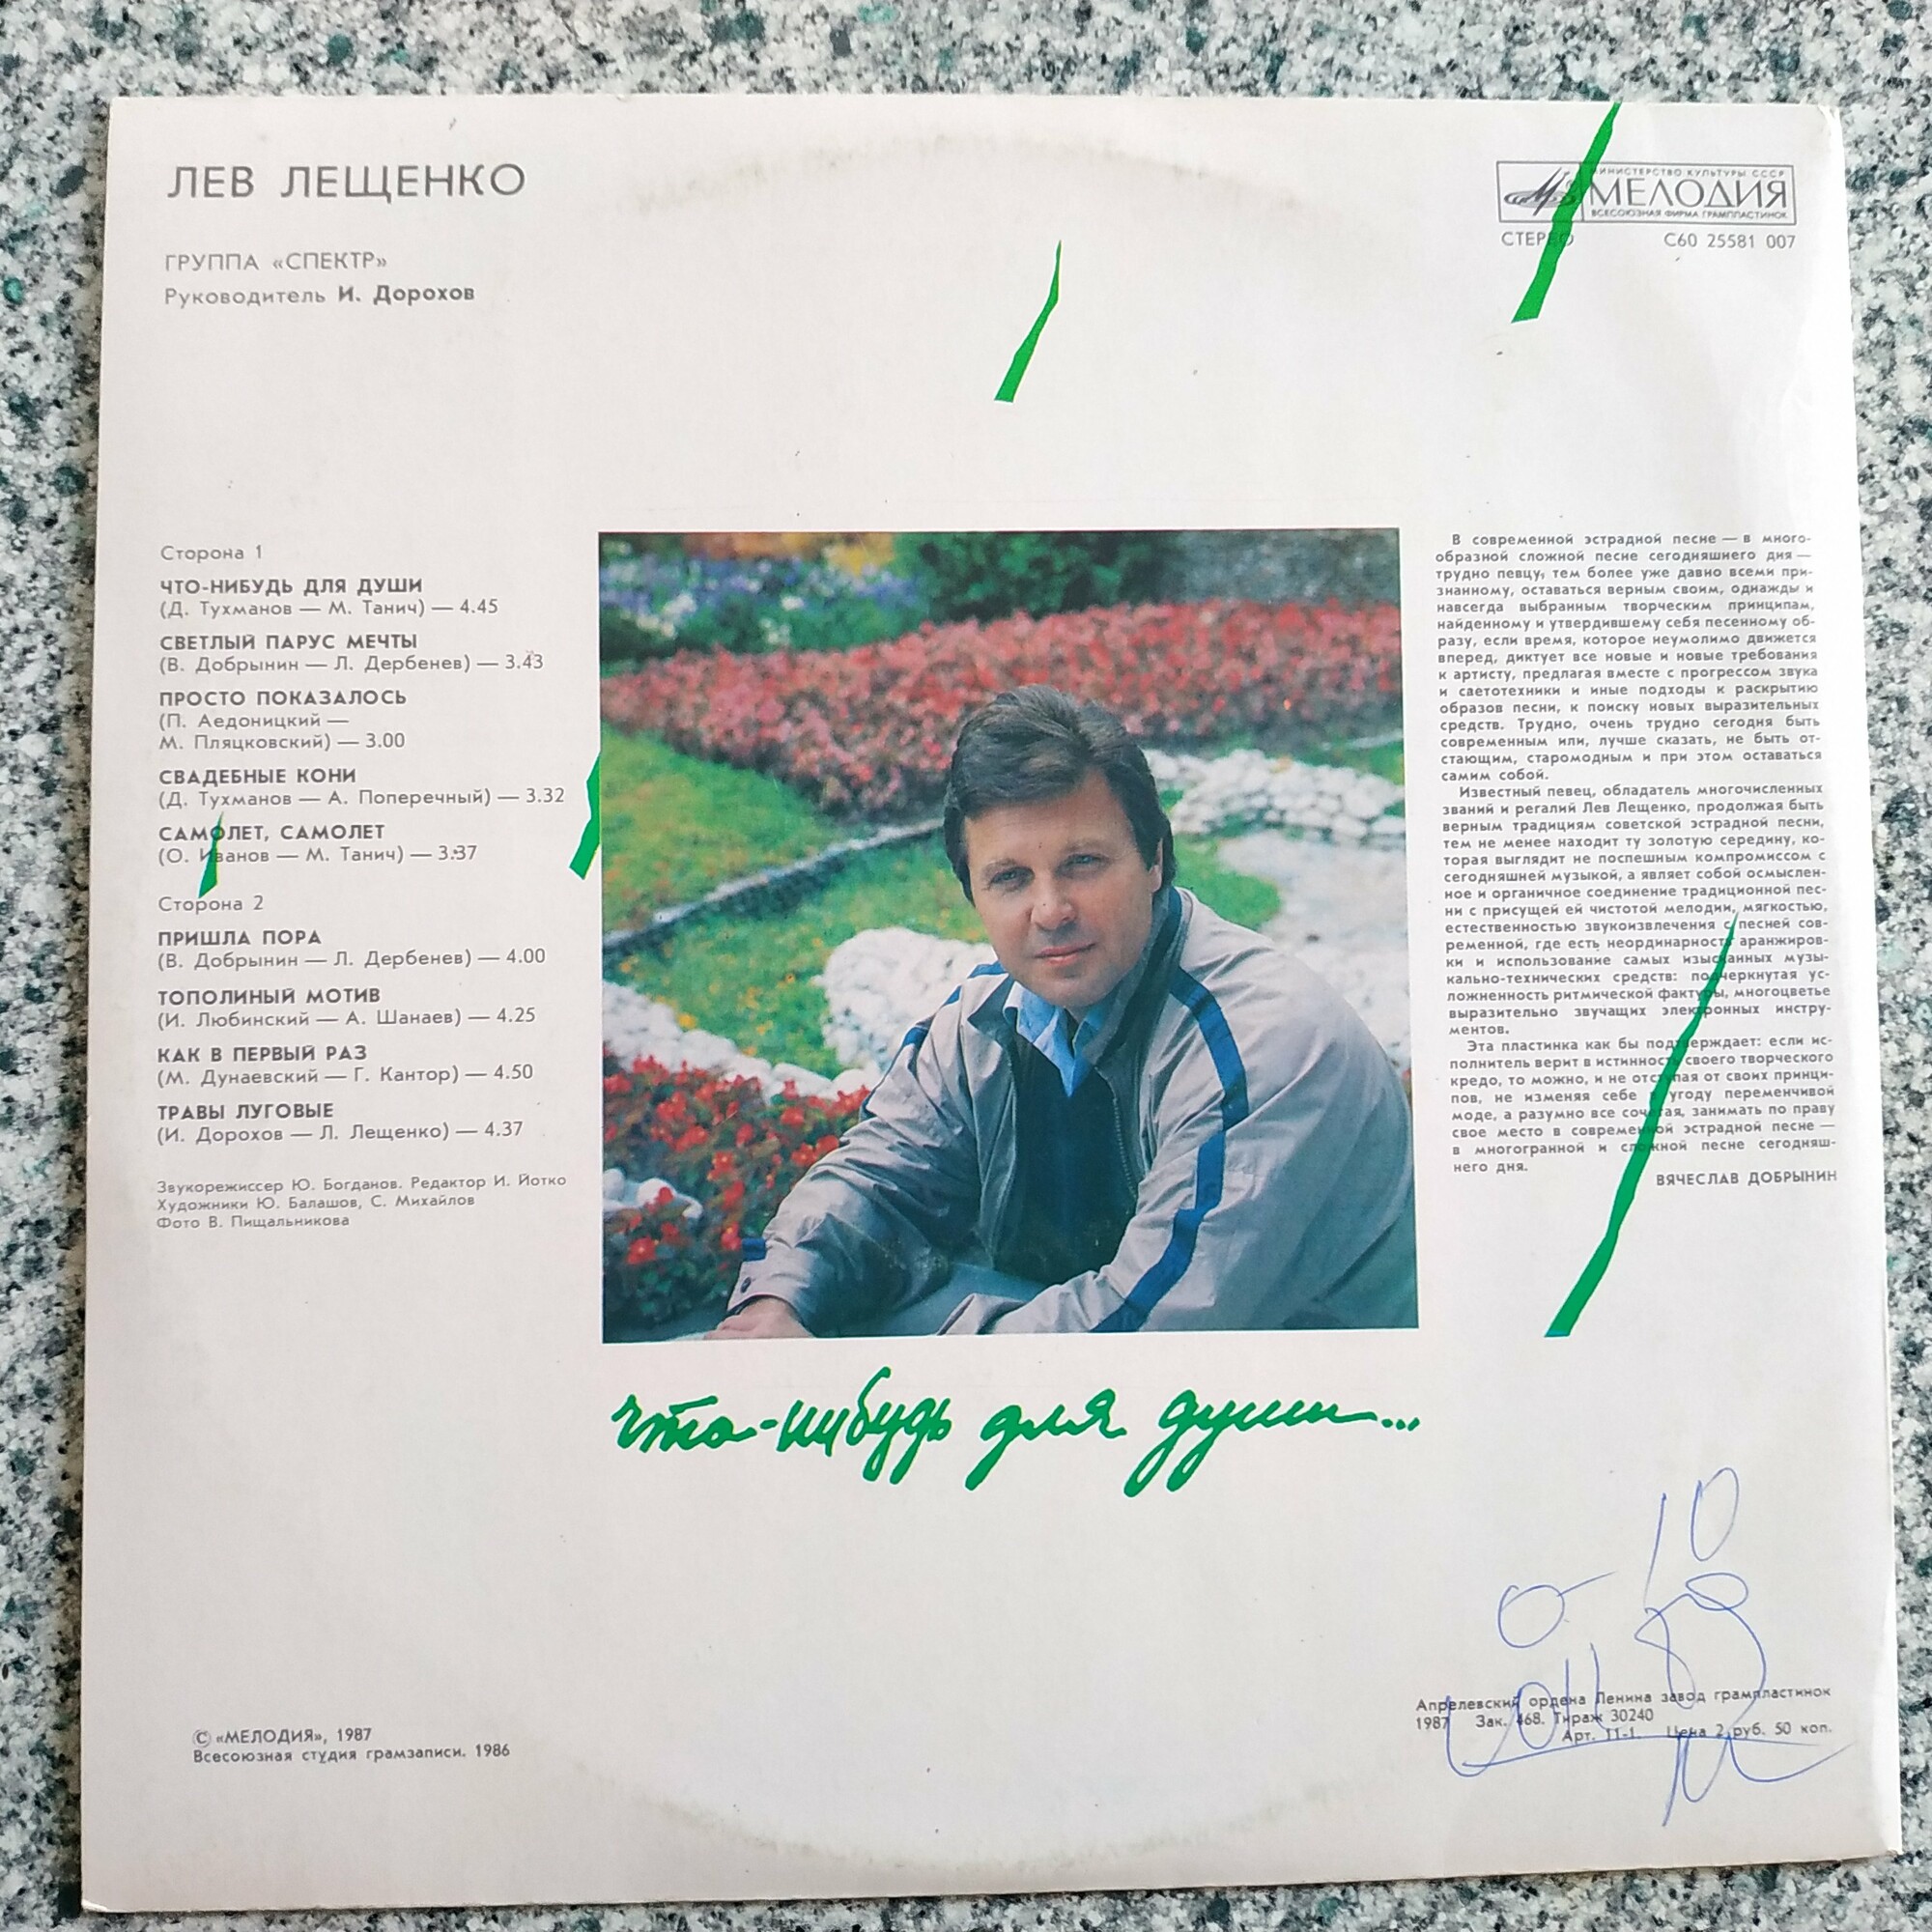 ЛЕВ ЛЕЩЕНКО
ГРУППА «СПЕКТР»
Руководитель И. Дорохов
МИНИСТЕРСТВО КУЛЬТУРЫ СССР
МЕЛОДИЯ
ВСЕСОЮЗНАЯ ФИРМА ГРАМПЛАСТИНОК
СТЕРЕО С60 25581 007
Сторона 1
ЧТО-НИБУДЬ ДЛЯ ДУШИ
(Д. Тухманов — М. Танич) — 4.45
СВЕТЛЫЙ ПАРУС МЕЧТЫ
(В. Добрынин — Л. Дербенев) — 3.43
ПРОСТО ПОКАЗАЛОСЬ
(П. Аедоницкий —
М. Пляцковский) — 3.00
СВАДЕБНЫЕ КОНИ
(Д. Тухманов — А. Поперечный) — 3.32
САМОЛЕТ, САМОЛЕТ
(О. Иванов — М. Танич) — 3.37
Сторона 2
ПРИШЛА ПОРА
(В. Добрынин — Л. Дербенев) — 4.00
ТОПОЛИНЫЙ МОТИВ
(И. Любинский — А. Шанаев) — 4.25
КАК В ПЕРВЫЙ РАЗ
(М. Дунаевский — Г. Кантор) — 4.50
ТРАВЫ ЛУГОВЫЕ
(И. Дорохов — Л. Лещенко) — 4.37
Звукорежиссер Ю. Богданов. Редактор И. Йотко
Художники Ю. Балашов, С. Михайлов
Фото В. Пищальникова
В современной эстрадной песне — в много-
образной сложной песне сегодняшнего дня —
трудно певцу, тем более уже давно всеми при-
знанному, оставаться верным своим, однажды и
навсегда выбранным творческим принципам,
найденному и утвердившему себя песенному об-
разу, если время, которое неумолимо движется
вперед, диктует все новые и новые требования
к артисту, предлагая вместе с прогрессом звука
и светотехники и иные подходы к раскрытию
образов песни, к поиску новых выразительных
средств. Трудно, очень трудно сегодня быть
современным или, лучше сказать, не быть от-
стающим, старомодным и при этом оставаться
самим собой.
Известный певец, обладатель многочисленных
званий и регалий Лев Лещенко, продолжая быть
верным традициям советской эстрадной песни,
тем не менее находит ту золотую середину, ко-
торая выглядит не поспешным компромиссом с
сегодняшней музыкой, а являет собой осмыслен-
ное и органичное соединение традиционной пес-
ни с присущей ей чистотой мелодии, мягкостью,
естественностью звукоизвлечения с песней сов-
ременной, где есть неординарность аранжиров-
ки и использование самых изысканных музы-
кально-технических средств: подчеркнутая ус-
ложненность ритмической фактуры, многоцветье
выразительно звучащих электронных инстру-
ментов.
Эта пластинка как бы подтверждает: если ис-
полнитель верит в истинность своего творческого
кредо, то можно, и не отступая от своих принци-
пов, не изменяя себе в угоду переменчивой
моде, а разумно все сочетая, занимать по праву
свое место в современной эстрадной песне —
в многогранной и сложной песне сегодняш-
него дня.
ВЯЧЕСЛАВ ДОБРЫНИН
что-нибудь для души...
© «МЕЛОДИЯ», 1987
Всесоюзная студия грамзаписи. 1986
Апрелевский ордена Ленина завод грампластинок
1987 Зак. 468. Тираж 30240
Арт. 11-1. Цена 2 руб. 50 коп.